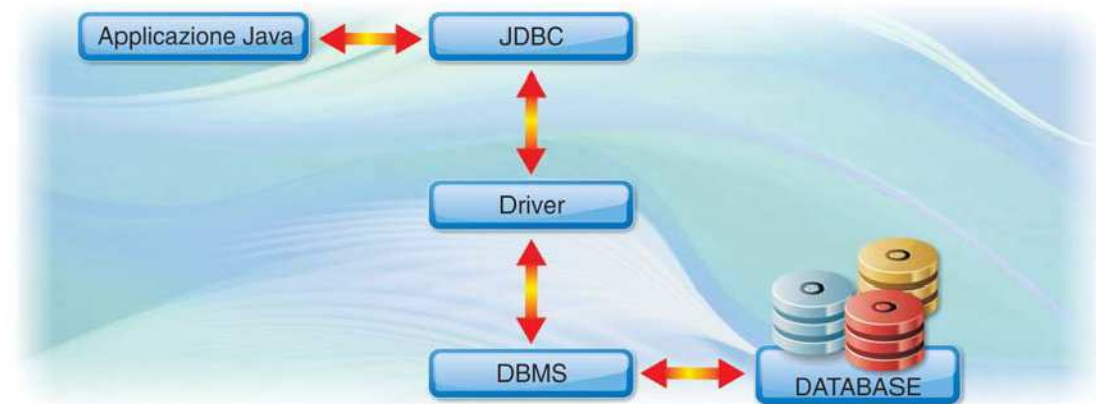 Applicazione Java
JDBC
Driver
DBMS
DATABASE